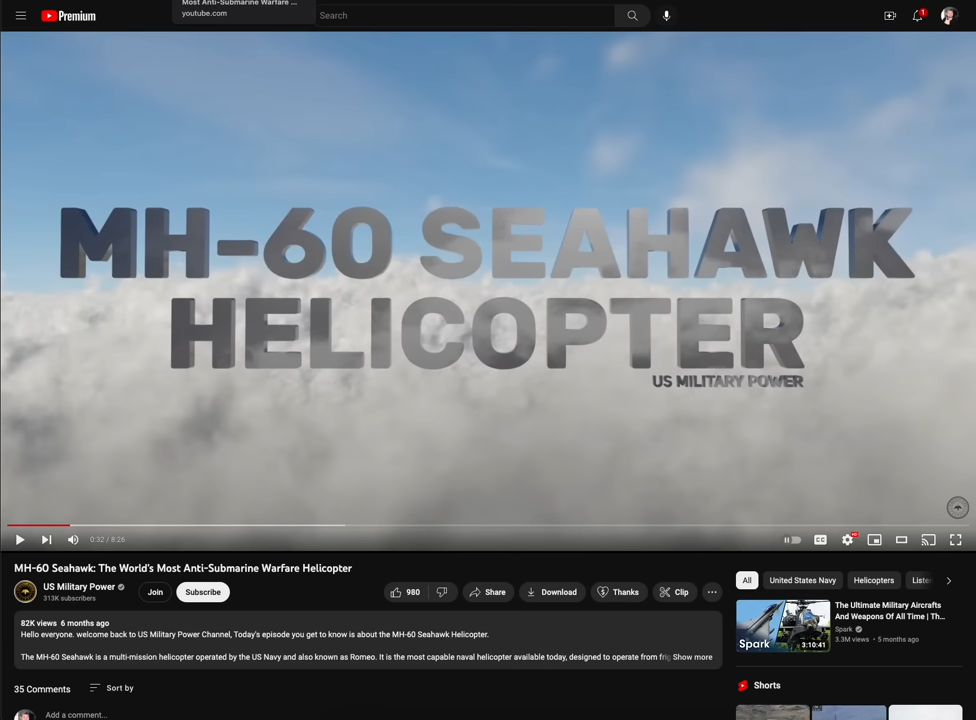 Most Anti-Submarine Warfare ...
youtube.com
Premium
Search
1
MH-60 SEAHAWK
HELICOPTER
US MILITARY POWER
0:32 / 8:26
CC
HD
MH-60 Seahawk: The World's Most Anti-Submarine Warfare Helicopter
US Military Power
313K subscribers
Join
Subscribe
980
Share
Download
Thanks
Clip
82K views 6 months ago
Hello everyone. welcome back to US Military Power Channel, Today's episode you get to know is about the MH-60 Seahawk Helicopter.
The MH-60 Seahawk is a multi-mission helicopter operated by the US Navy and also known as Romeo. It is the most capable naval helicopter available today, designed to operate from frig Show more
35 Comments
Sort by
Add a comment...
All
United States Navy
Helicopters
Liste
Spark
3:10:41
The Ultimate Military Aircrafts
And Weapons Of All Time | Th...
Spark
3.3M views • 5 months ago
Shorts